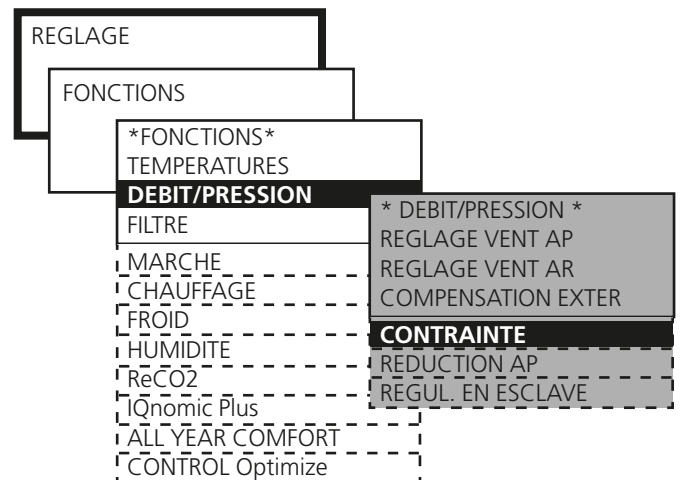 REGLAGE
FONCTIONS
*FONCTIONS*
TEMPERATURES
DEBIT/PRESSION
FILTRE
MARCHE
CHAUFFAGE
FROID
HUMIDITE
ReCO2
IQnomic Plus
ALL YEAR COMFORT
CONTROL Optimize
* DEBIT/PRESSION *
REGLAGE VENT AP
REGLAGE VENT AR
COMPENSATION EXTER
CONTRAINTE
REDUCTION AP
REGUL. EN ESCLAVE